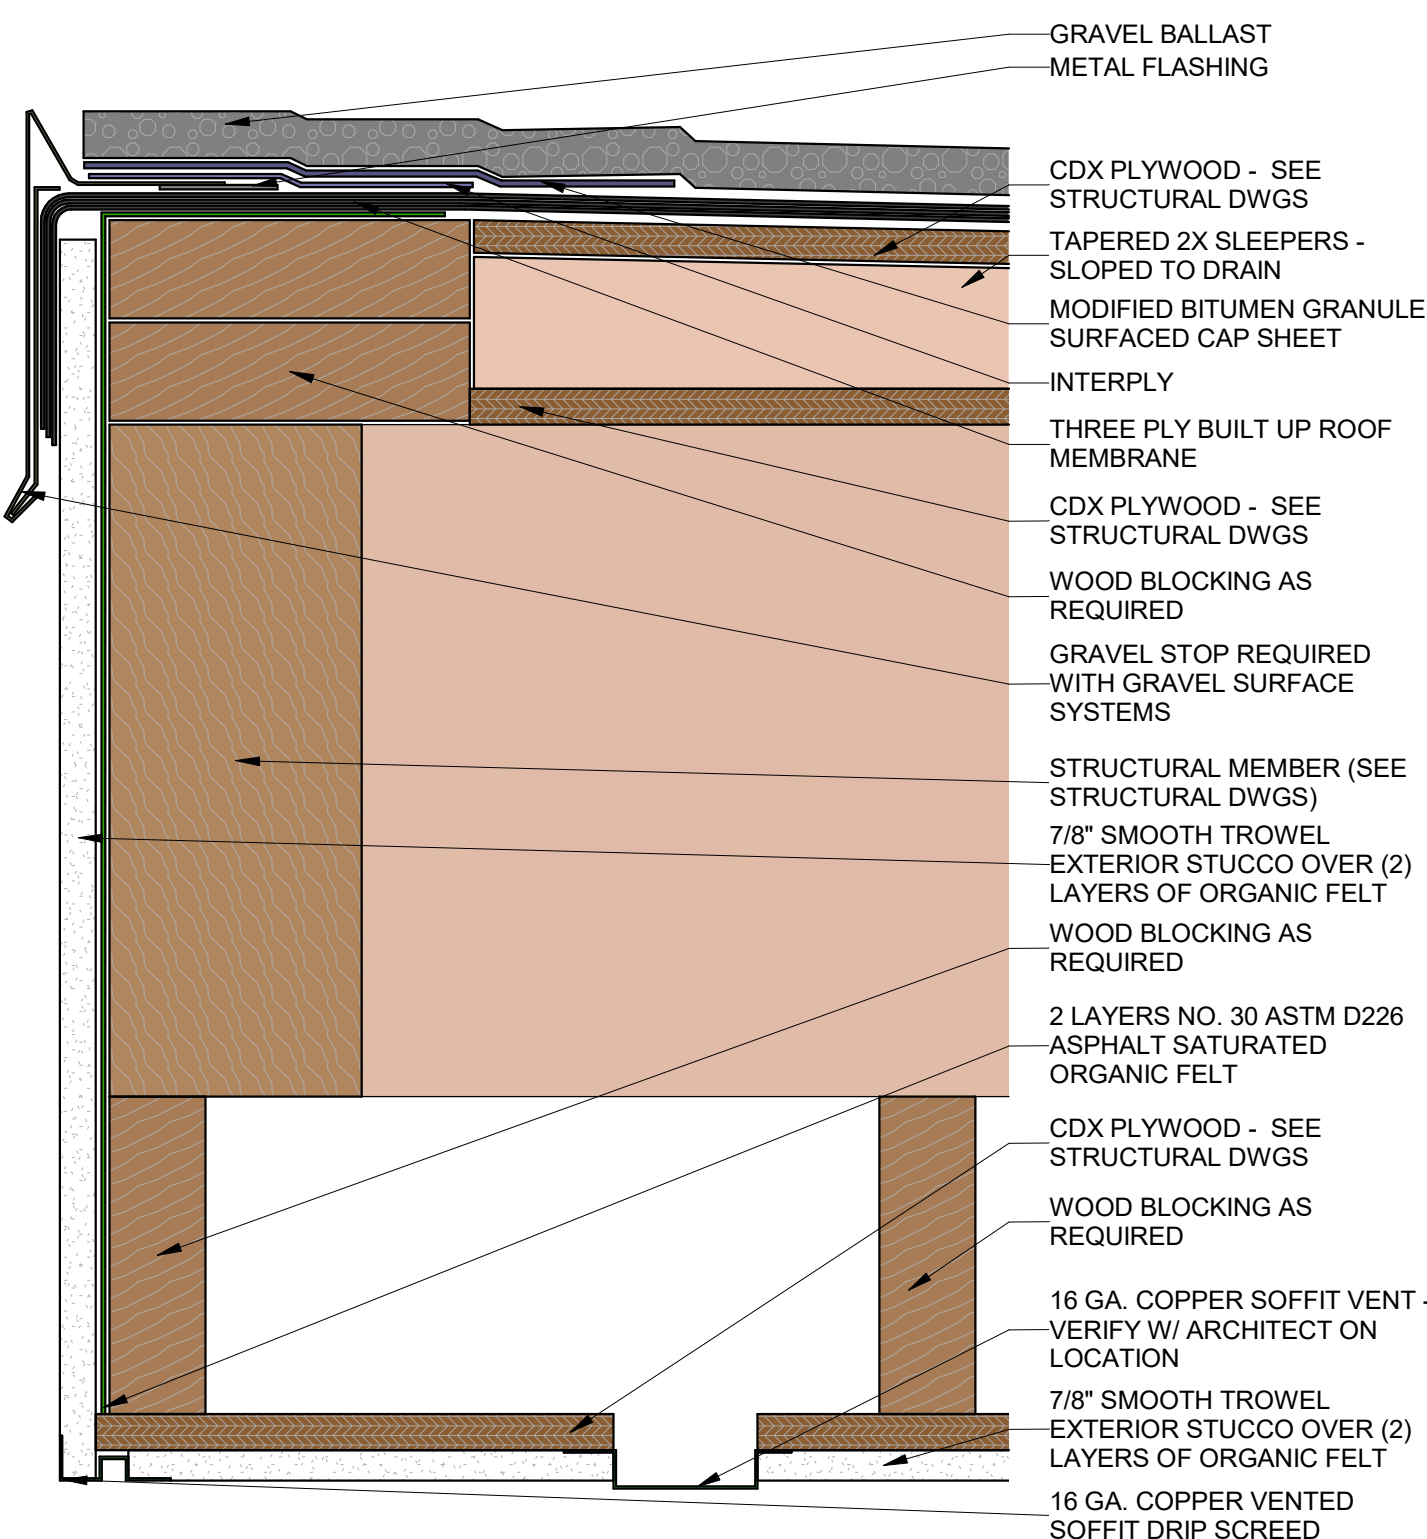 GRAVEL BALLAST
METAL FLASHING
CDX PLYWOOD - SEE
STRUCTURAL DWGS
TAPERED 2X SLEEPERS -
SLOPED TO DRAIN
MODIFIED BITUMEN GRANULE
SURFACED CAP SHEET
INTERPLY
THREE PLY BUILT UP ROOF
MEMBRANE
CDX PLYWOOD - SEE
STRUCTURAL DWGS
WOOD BLOCKING AS
REQUIRED
GRAVEL STOP REQUIRED
WITH GRAVEL SURFACE
SYSTEMS
STRUCTURAL MEMBER (SEE
STRUCTURAL DWGS)
7/8" SMOOTH TROWEL
EXTERIOR STUCCO OVER (2)
LAYERS OF ORGANIC FELT
WOOD BLOCKING AS
REQUIRED
2 LAYERS NO. 30 ASTM D226
ASPHALT SATURATED
ORGANIC FELT
CDX PLYWOOD - SEE
STRUCTURAL DWGS
WOOD BLOCKING AS
REQUIRED
16 GA. COPPER SOFFIT VENT -
VERIFY W/ ARCHITECT ON
LOCATION
7/8" SMOOTH TROWEL
EXTERIOR STUCCO OVER (2)
LAYERS OF ORGANIC FELT
16 GA. COPPER VENTED
SOFFIT DRIP SCREED